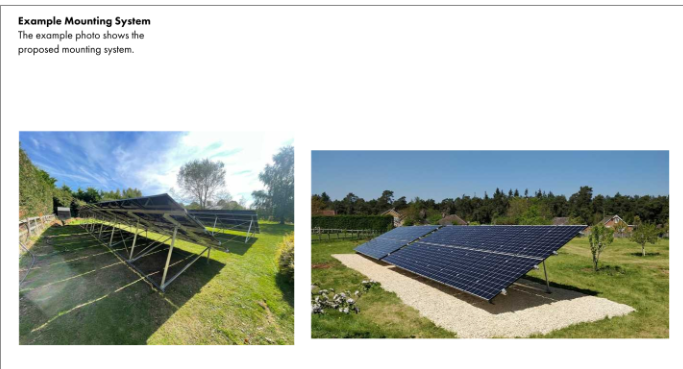 Example Mounting System
The example photo shows the
proposed mounting system.